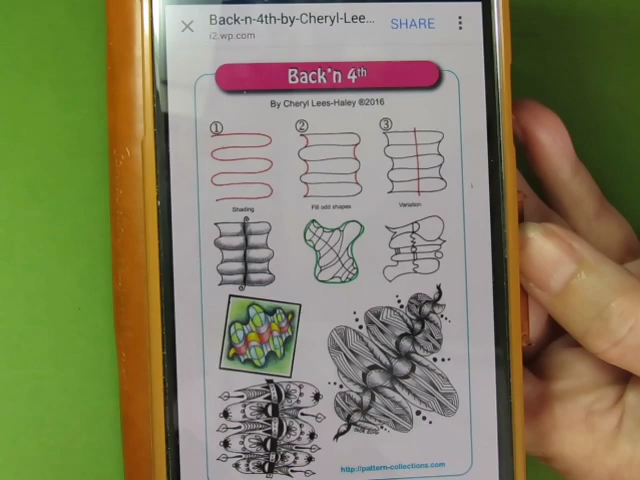 Back-n-4th-by-Cheryl-Lee...
SHARE
i2.wp.com
Back'n 4th
By Cheryl Lees-Haley ®2016
① ② ③
Shading
Fill odd shapes
Variation
http://pattern-collections.com